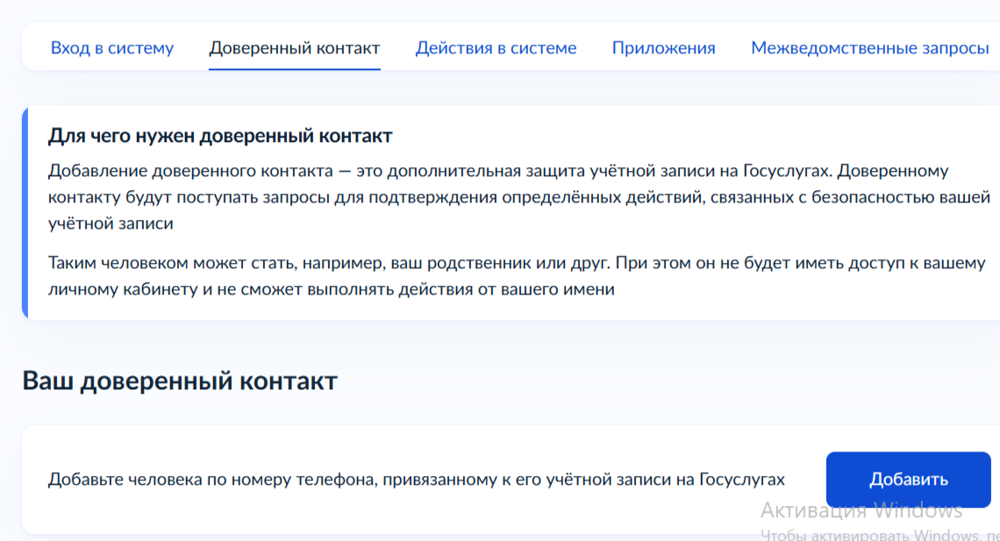 Вход в систему Доверенный контакт Действия в системе Приложения Межведомственные запросы
Для чего нужен доверенный контакт
Добавление доверенного контакта — это дополнительная защита учётной записи на Госуслугах. Доверенному
контакту будут поступать запросы для подтверждения определённых действий, связанных с безопасностью вашей
учётной записи
Таким человеком может стать, например, ваш родственник или друг. При этом он не будет иметь доступ к вашему
личному кабинету и не сможет выполнять действия от вашего имени
Ваш доверенный контакт
Добавьте человека по номеру телефона, привязанному к его учётной записи на Госуслугах
Добавить
Активация Windows
Чтобы активировать Windows,